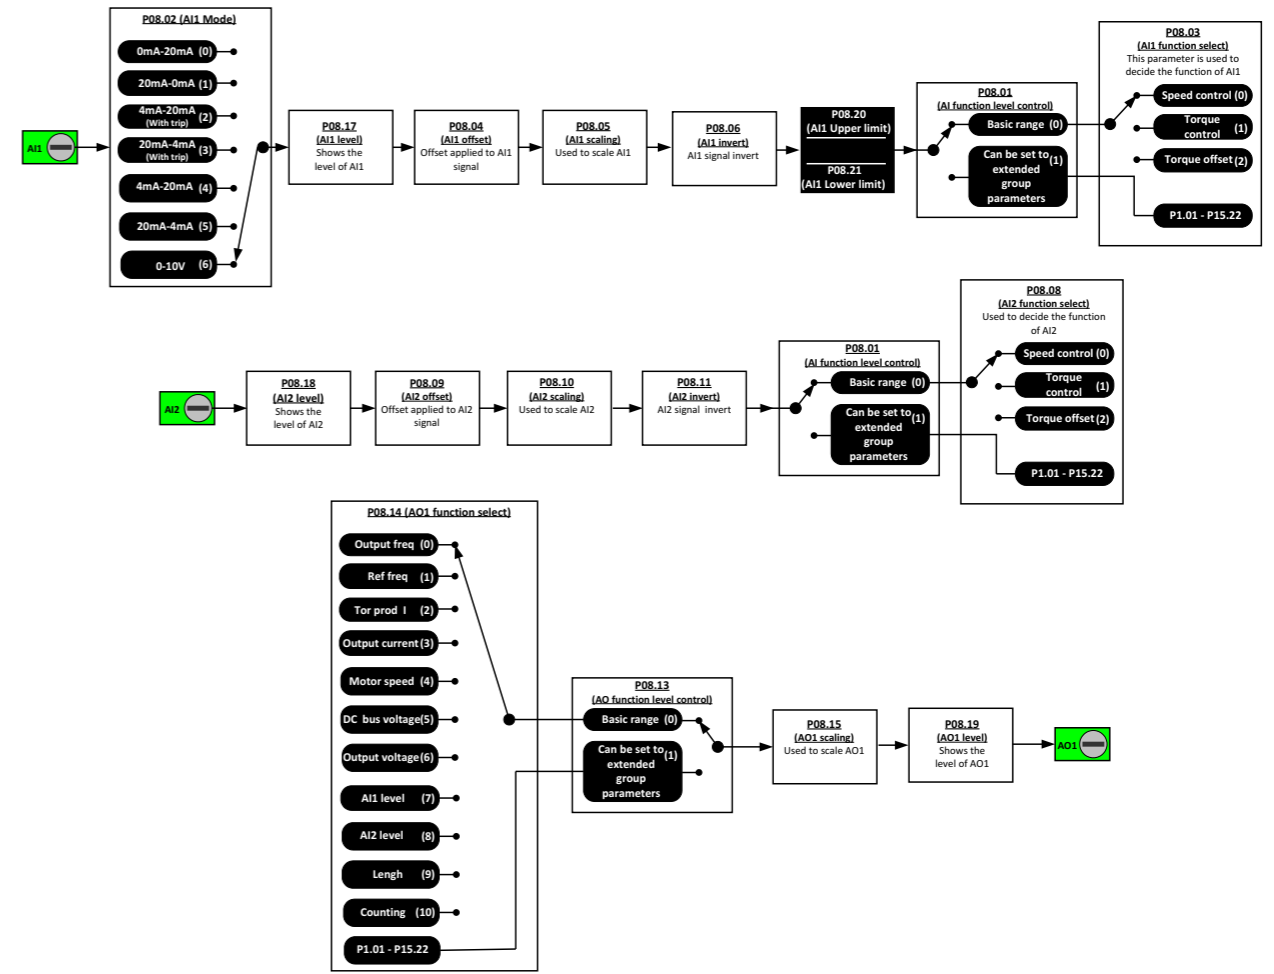 P08.02 (AI1 Mode)
0mA-20mA (0)
20mA-0mA (1)
4mA-20mA (2)
(With trip)
20mA-4mA (3)
(With trip)
4mA-20mA (4)
20mA-4mA (5)
0-10V (6)
AI1
P08.17
(AI1 level)
Shows the
level of AI1
P08.04
(AI1 offset)
Offset applied to AI1
signal
P08.05
(AI1 scaling)
Used to scale AI1
P08.06
(AI1 invert)
AI1 signal invert
P08.20
(AI1 Upper limit)
P08.21
(AI1 Lower limit)
P08.01
(AI function level control)
Basic range (0)
Can be set to (1)
extended
group
parameters
P08.03
(AI1 function select)
This parameter is used to
decide the function of AI1
Speed control (0)
Torque
control (1)
Torque offset (2)
P1.01 - P15.22
AI2
P08.18
(AI2 level)
Shows the
level of AI2
P08.09
(AI2 offset)
Offset applied to AI2
signal
P08.10
(AI2 scaling)
Used to scale AI2
P08.11
(AI2 invert)
AI2 signal invert
P08.01
(AI function level control)
Basic range (0)
Can be set to (1)
extended
group
parameters
P08.08
(AI2 function select)
Used to decide the function
of AI2
Speed control (0)
Torque
control (1)
Torque offset (2)
P1.01 - P15.22
P08.14 (AO1 function select)
Output freq (0)
Ref freq (1)
Tor prod I (2)
Output current (3)
Motor speed (4)
DC bus voltage(5)
Output voltage (6)
AI1 level (7)
AI2 level (8)
Lengh (9)
Counting (10)
P1.01 - P15.22
P08.13
(AO function level control)
Basic range (0)
Can be set to (1)
extended
group
parameters
P08.15
(AO1 scaling)
Used to scale AO1
P08.19
(AO1 level)
Shows the
level of AO1
AO1